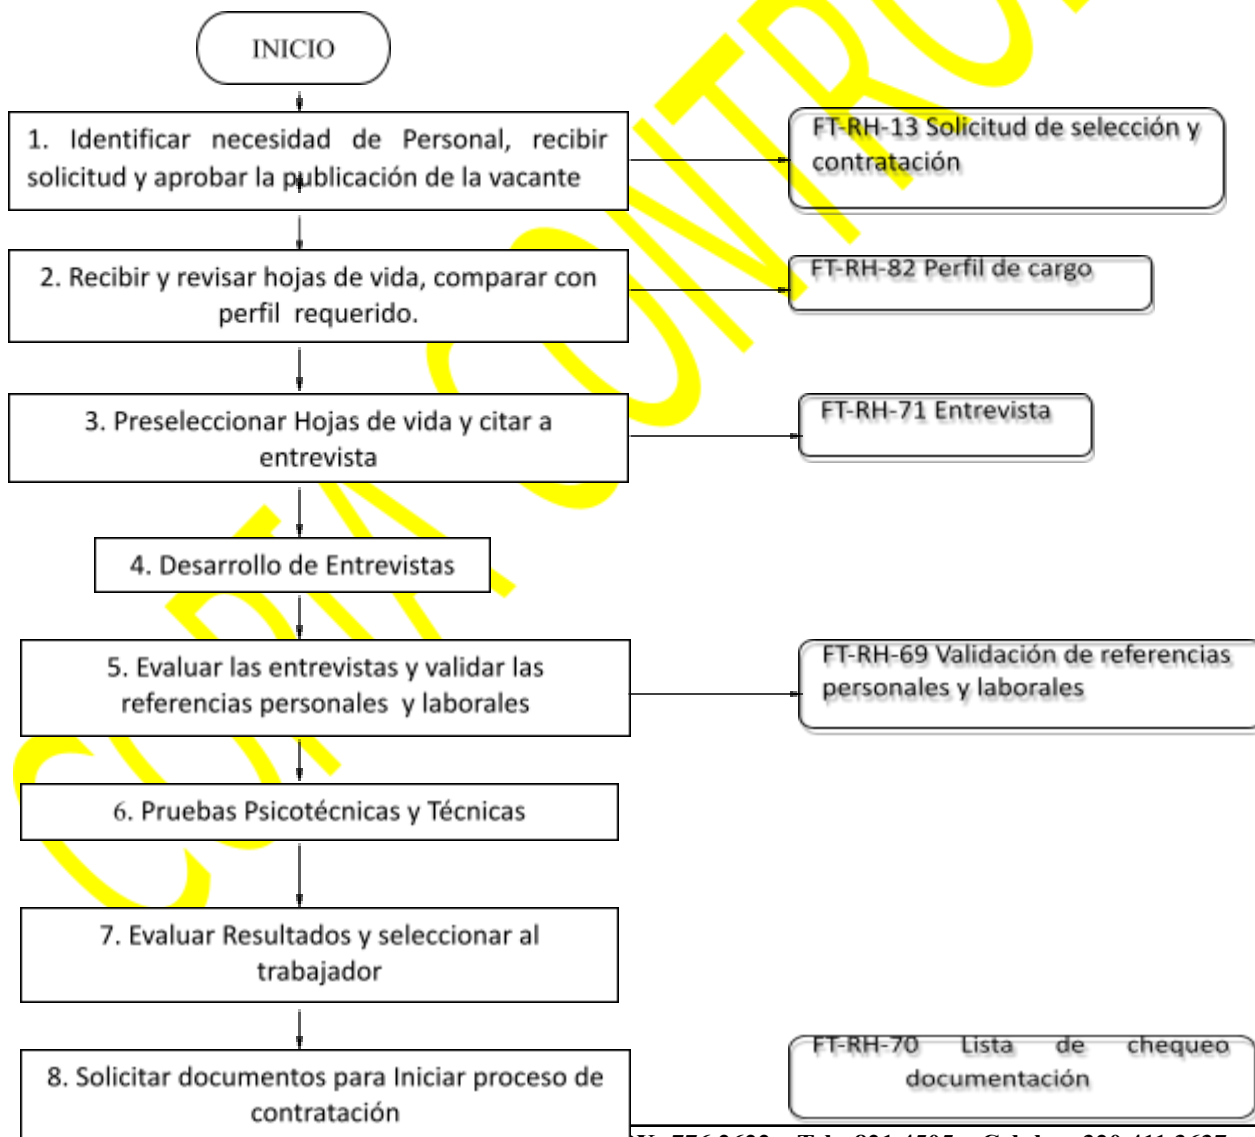 INICIO
1. Identificar necesidad de Personal, recibir
solicitud y aprobar la publicación de la vacante
FT-RH-13 Solicitud de selección y
contratación
2. Recibir y revisar hojas de vida, comparar con
perfil requerido.
FT-RH-82 Perfil de cargo
3. Preseleccionar Hojas de vida y citar a
entrevista
FT-RH-71 Entrevista
4. Desarrollo de Entrevistas
5. Evaluar las entrevistas y validar las
referencias personales y laborales
FT-RH-69 Validación de referencias
personales y laborales
6. Pruebas Psicotécnicas y Técnicas
7. Evaluar Resultados y seleccionar al
trabajador
8. Solicitar documentos para Iniciar proceso de
contratación
FT-RH-70 Lista de chequeo
documentación
COPIA CONTRO